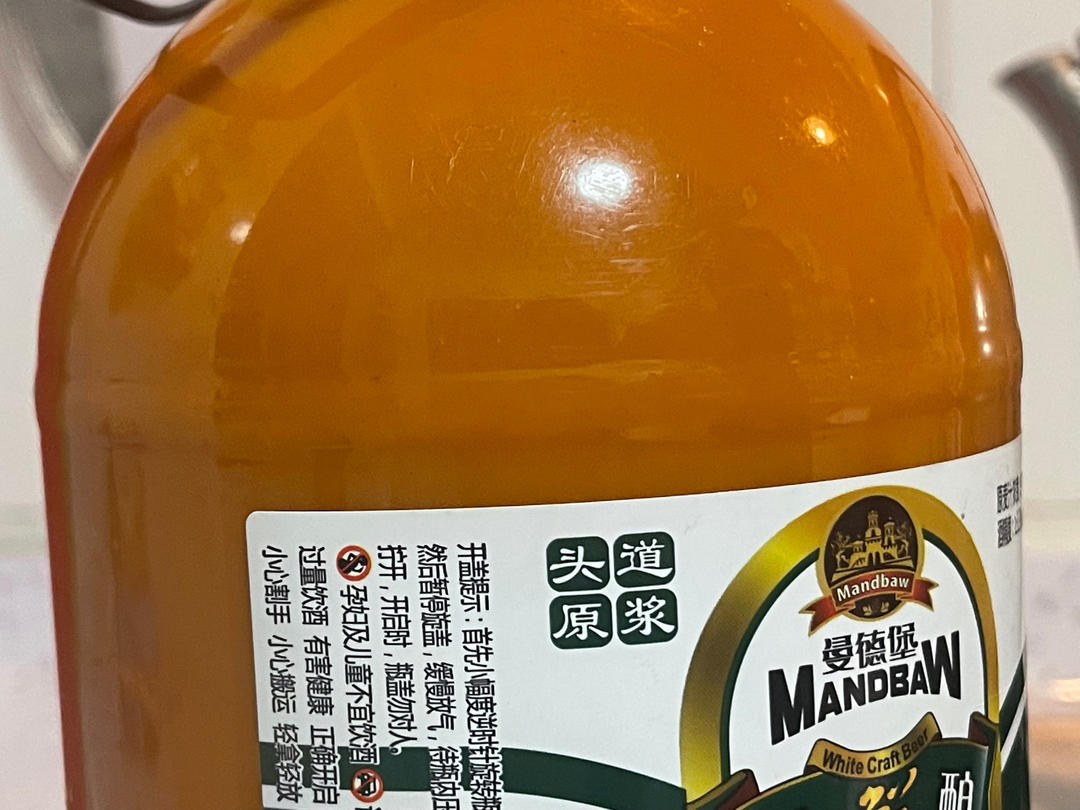 开盖提示：首先小幅度逆时针旋转瓶
然后暂停旋盖，缓慢放气，待瓶内压
拧开，开启时，瓶盖勿对人。
孕妇及儿童不宜饮酒
过量饮酒 有害健康 正确开启
小心割手 小心搬运 轻拿轻放
头道
原浆
Mandbaw
曼德堡
MANDBAW
White Craft Beer
酿